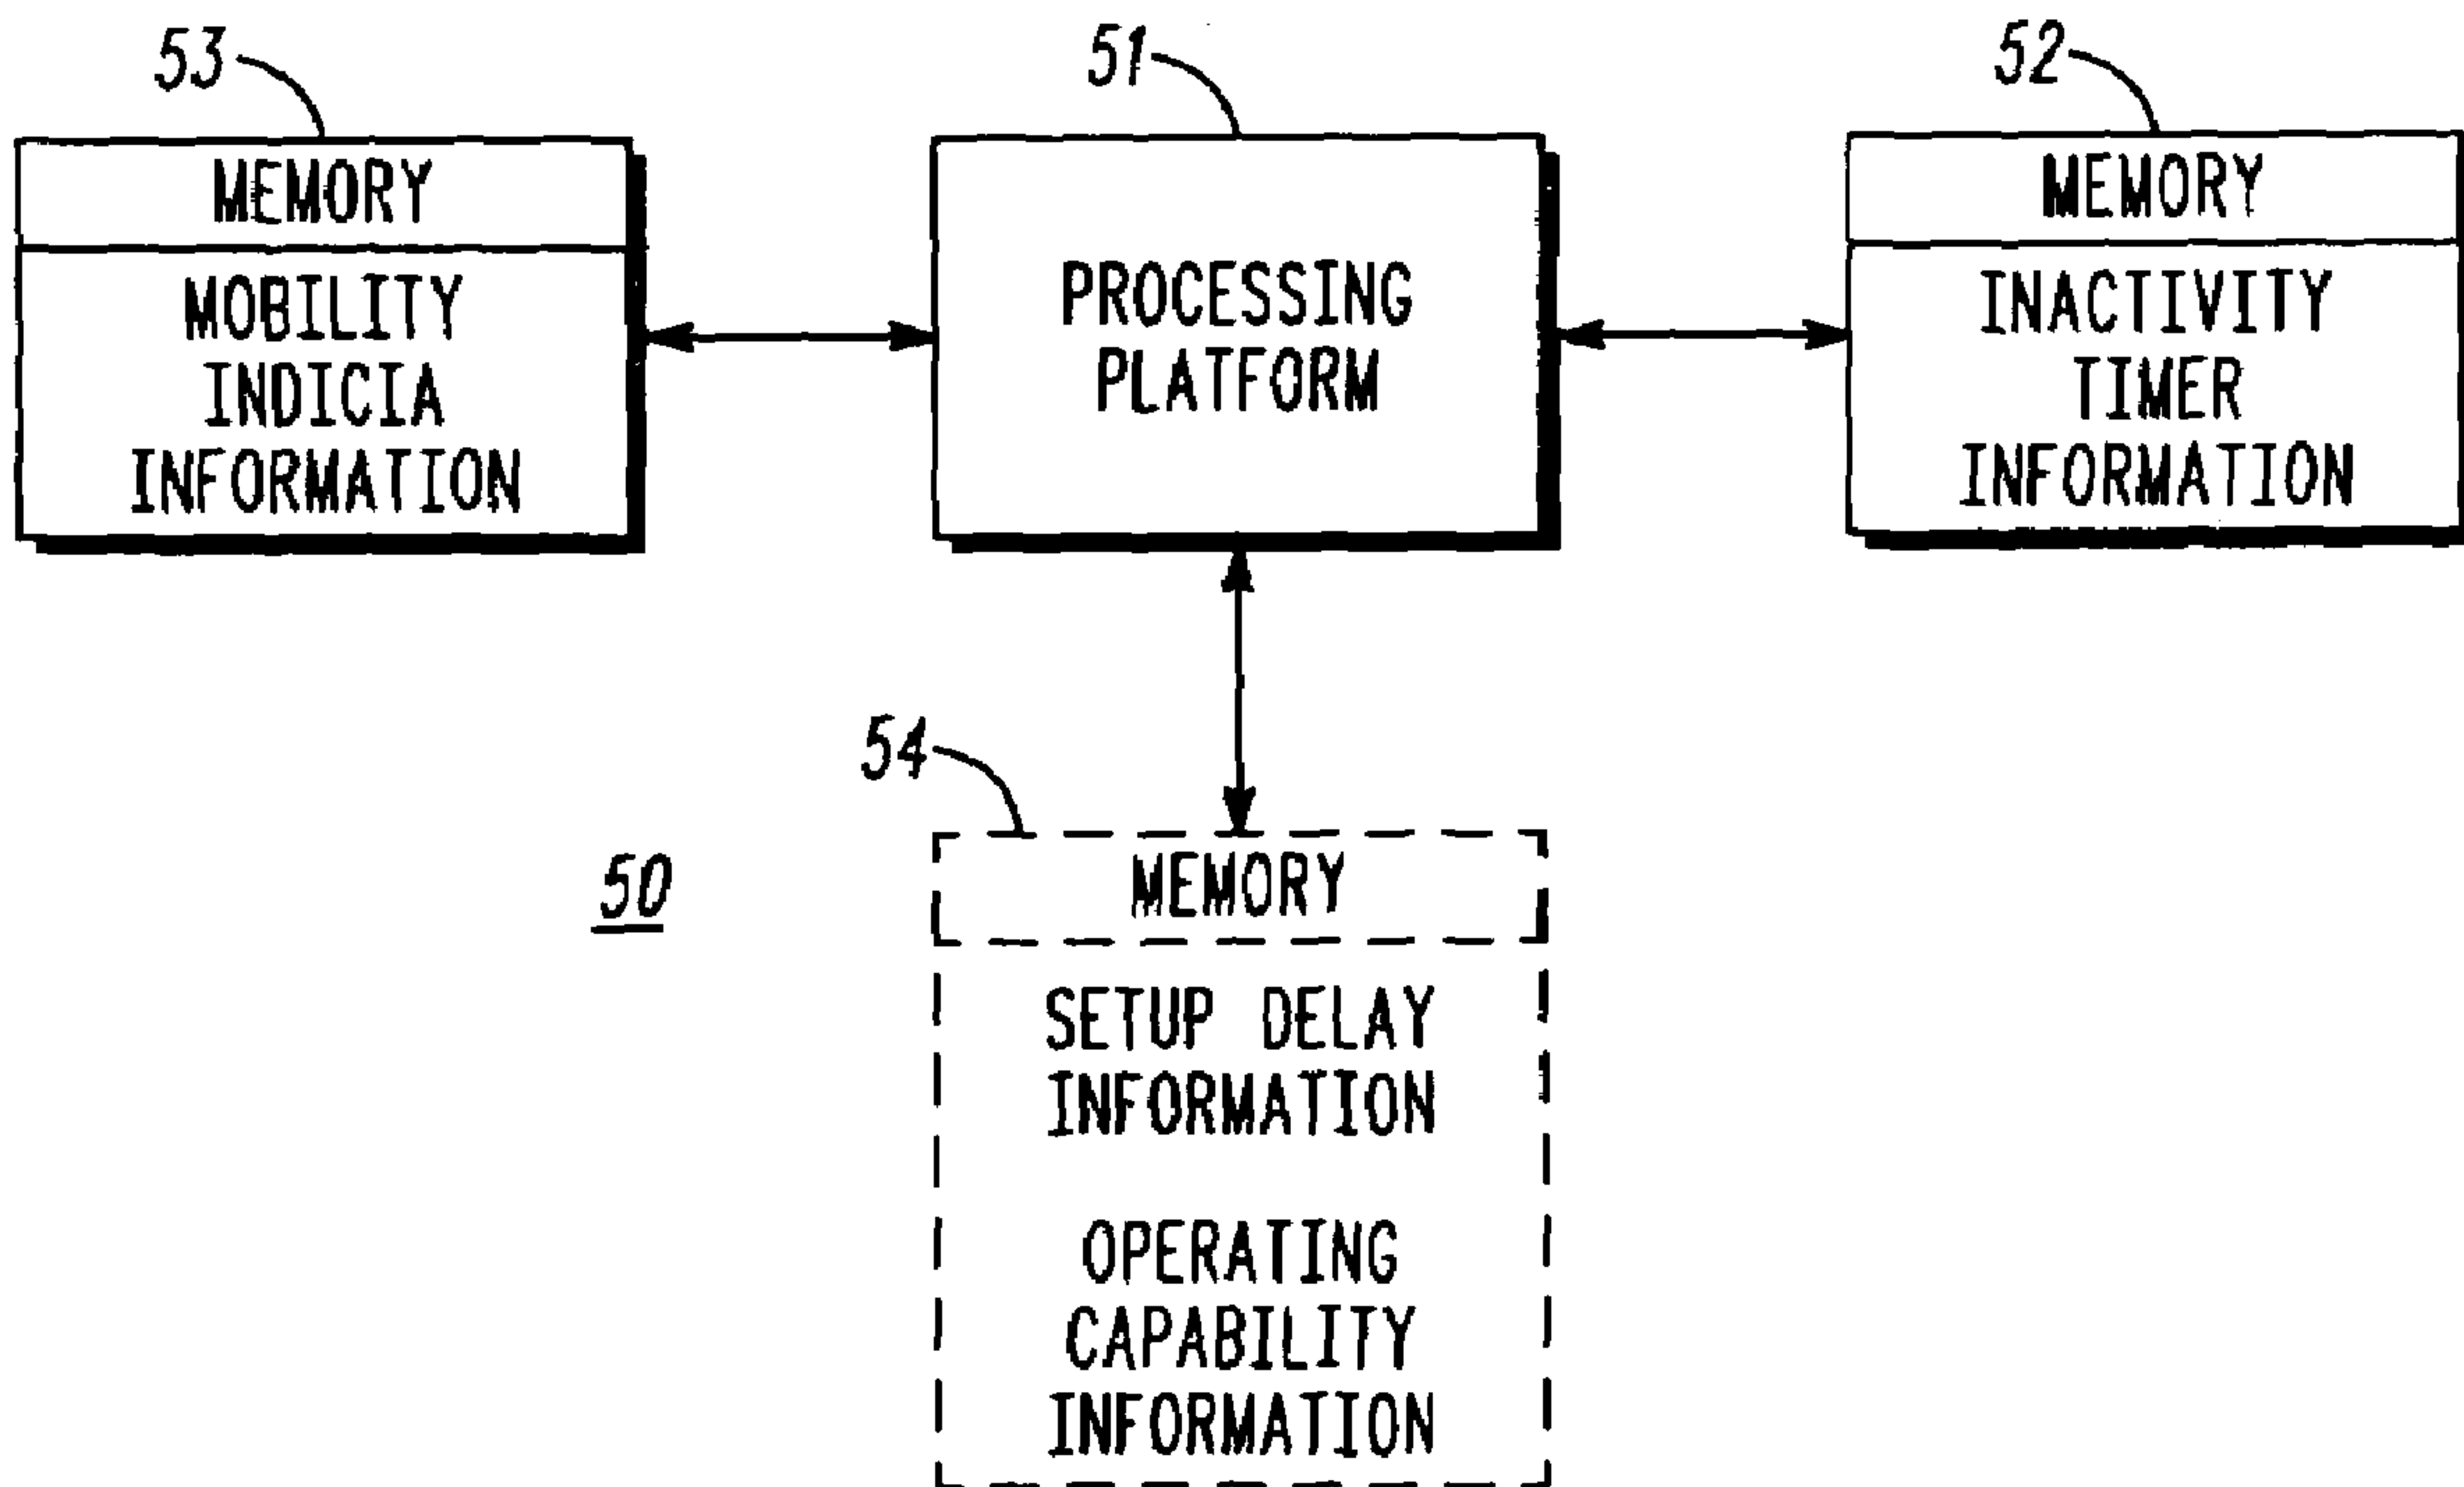 53
51
52
MEMORY
MOBILITY
INDICIA
INFORMATION
PROCESSING
PLATFORM
MEMORY
INACTIVITY
TIMER
INFORMATION
54
50
MEMORY
SETUP DELAY
INFORMATION
OPERATING
CAPABILITY
INFORMATION